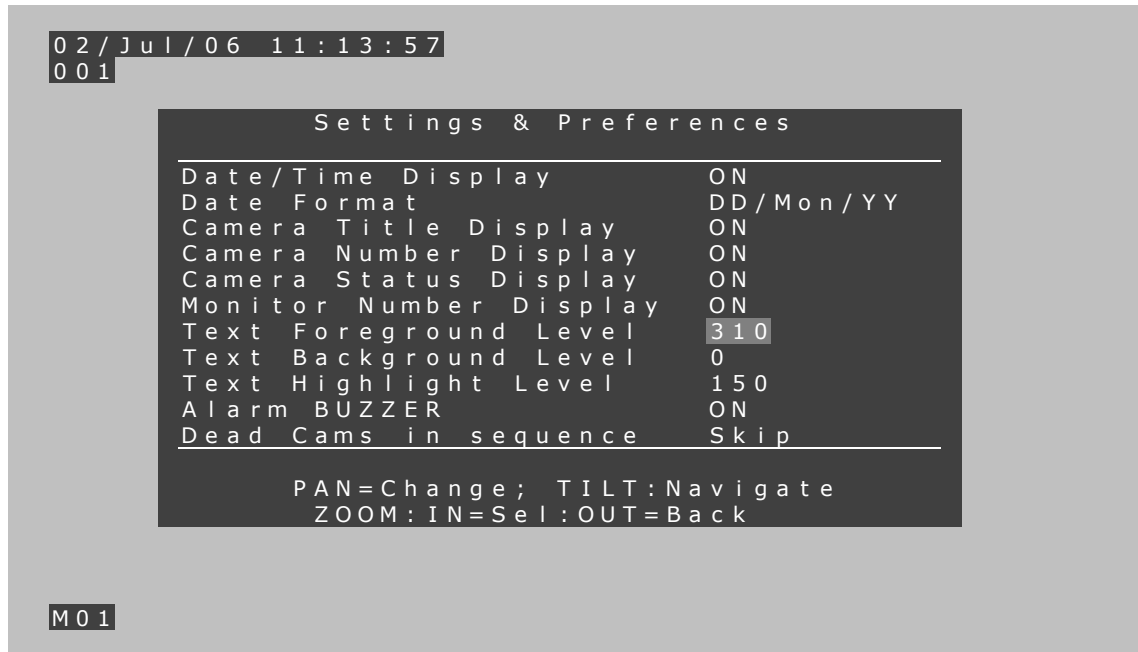 02/Jul/06 11:13:57
001
Settings & Preferences
Date/Time Display ON
Date Format DD/Mon/YY
Camera Title Display ON
Camera Number Display ON
Camera Status Display ON
Monitor Number Display ON
Text Foreground Level 310
Text Background Level 0
Text Highlight Level 150
Alarm BUZZER ON
Dead Cams in sequence Skip
PAN=Change; TILT:Navigate
ZOOM:IN=Sel:OUT=Back
M01